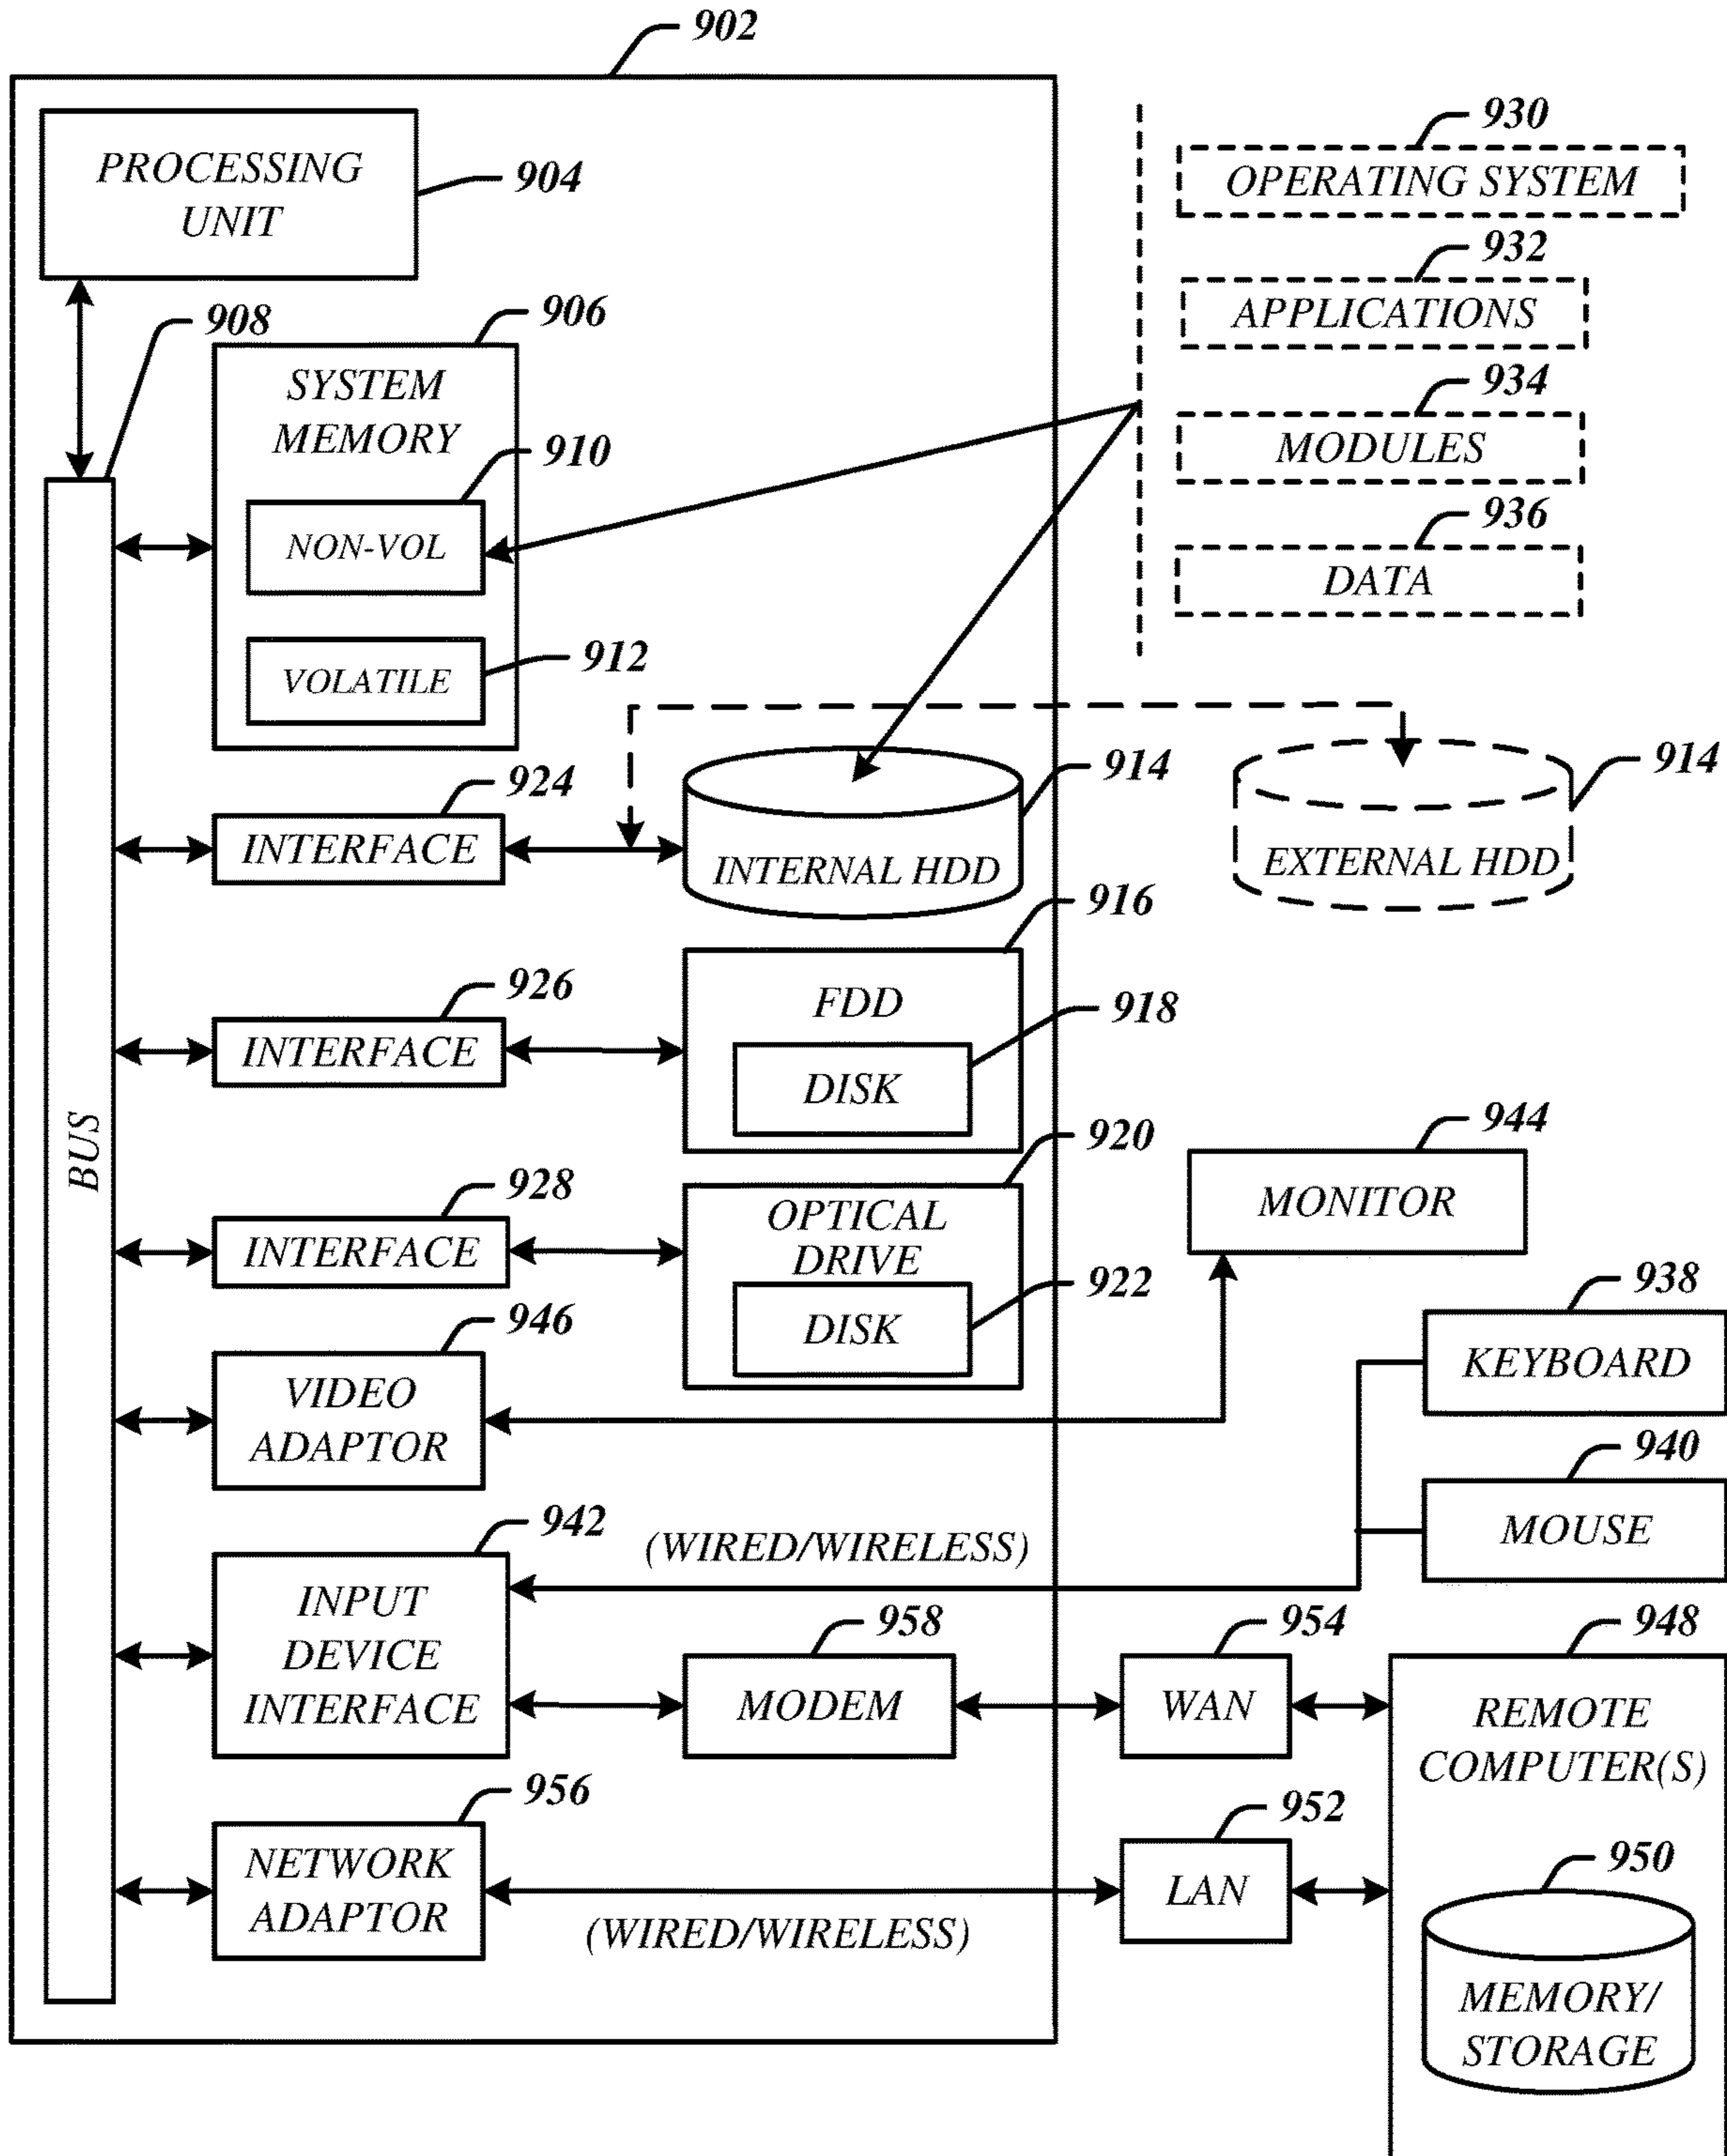 902
PROCESSING
UNIT
904
908
906
SYSTEM
MEMORY
910
NON-VOL
VOLATILE
912
930
OPERATING SYSTEM
932
APPLICATIONS
934
MODULES
936
DATA
BUS
924
INTERFACE
INTERNAL HDD
914
EXTERNAL HDD
914
926
INTERFACE
916
FDD
918
DISK
928
INTERFACE
920
OPTICAL
DRIVE
922
DISK
944
MONITOR
946
VIDEO
ADAPTOR
938
KEYBOARD
940
MOUSE
942
INPUT
DEVICE
INTERFACE
(WIRED/WIRELESS)
958
MODEM
954
WAN
948
REMOTE
COMPUTER(S)
956
NETWORK
ADAPTOR
(WIRED/WIRELESS)
952
LAN
950
MEMORY/
STORAGE